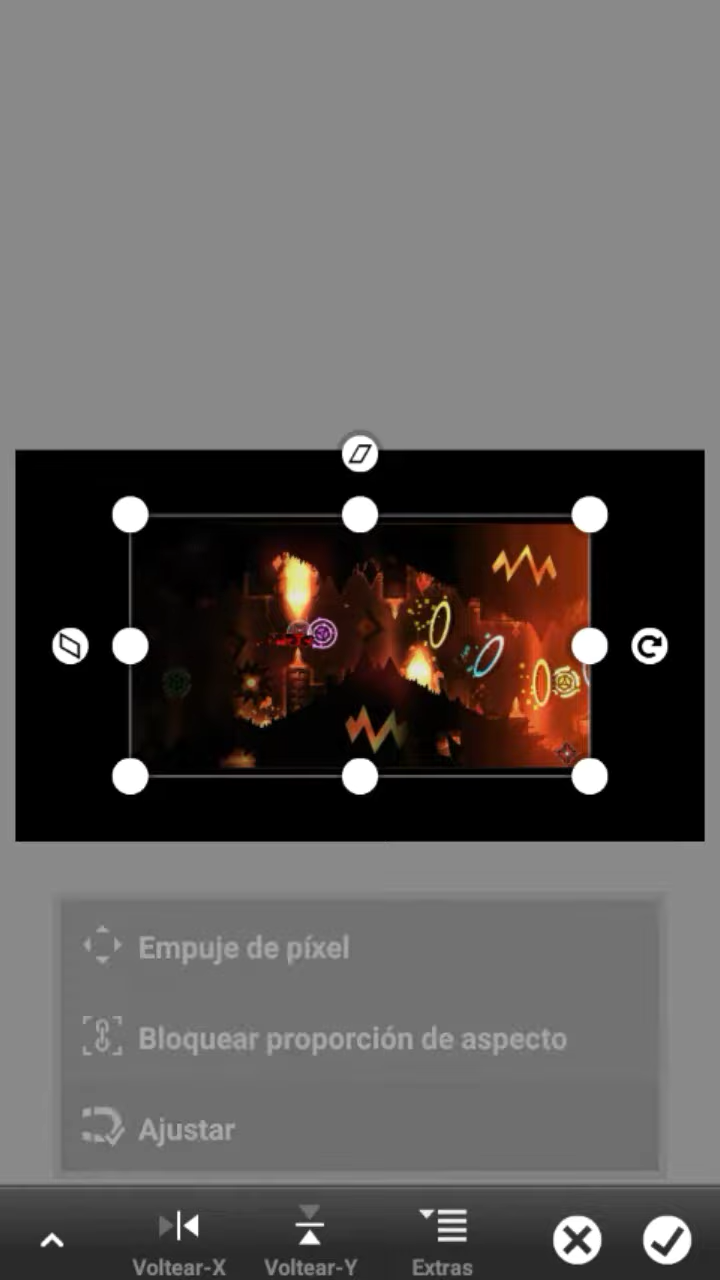 Empuje de píxel
Bloquear proporción de aspecto
Ajustar
Voltear-X
Voltear-Y
Extras